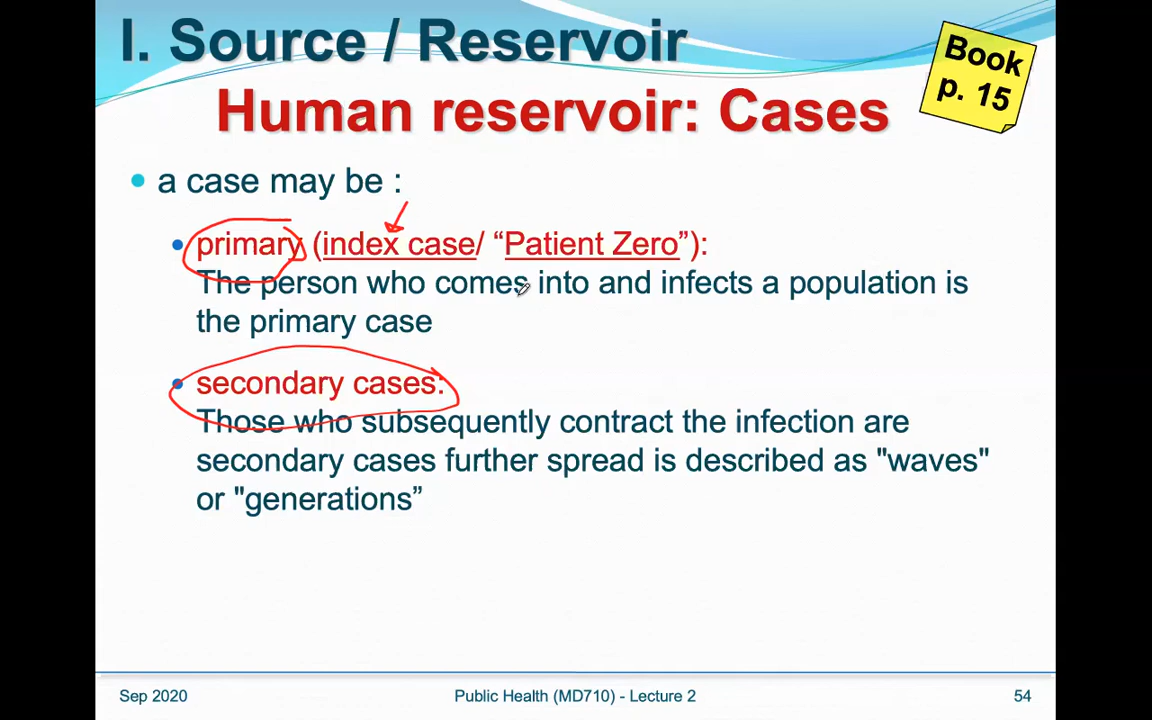 I. Source / Reservoir
Human reservoir: Cases
Book
p. 15
• a case may be :
• primary (index case/ “Patient Zero”):
The person who comes into and infects a population is
the primary case
• secondary cases:
Those who subsequently contract the infection are
secondary cases further spread is described as "waves"
or "generations”
Sep 2020
Public Health (MD710) - Lecture 2
54